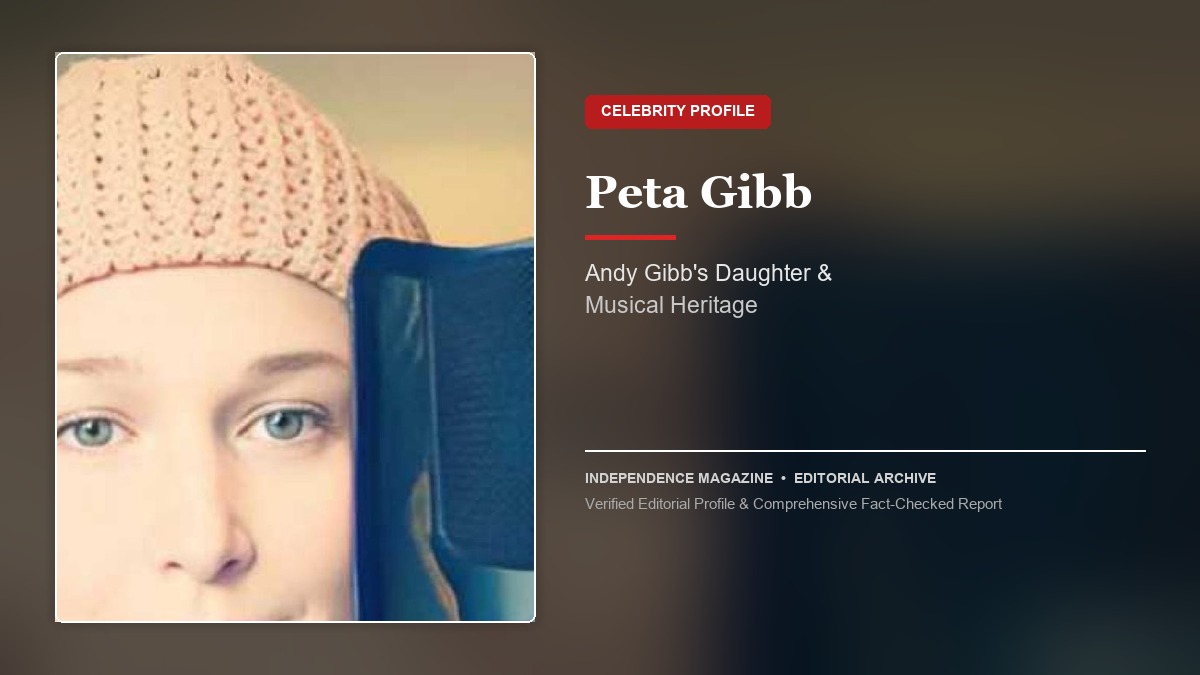 CELEBRITY PROFILE
Peta Gibb
Andy Gibb's Daughter &
Musical Heritage
INDEPENDENCE MAGAZINE • EDITORIAL ARCHIVE
Verified Editorial Profile & Comprehensive Fact-Checked Report